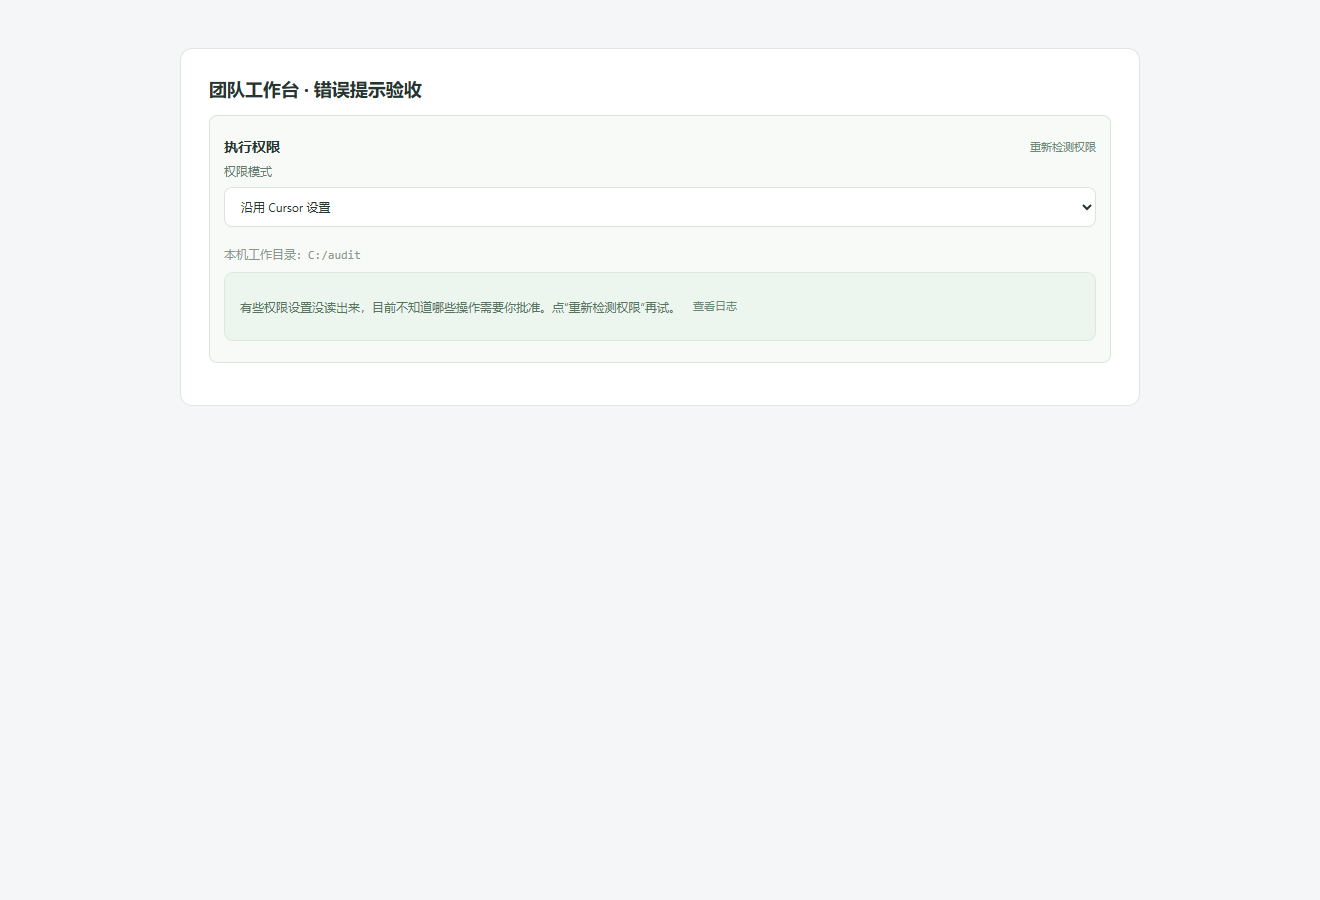 团队工作台 · 错误提示验收
执行权限
重新检测权限
权限模式
沿用 Cursor 设置
本机工作目录: C:/audit
有些权限设置没读出来，目前不知道哪些操作需要你批准。点“重新检测权限”再试。 查看日志